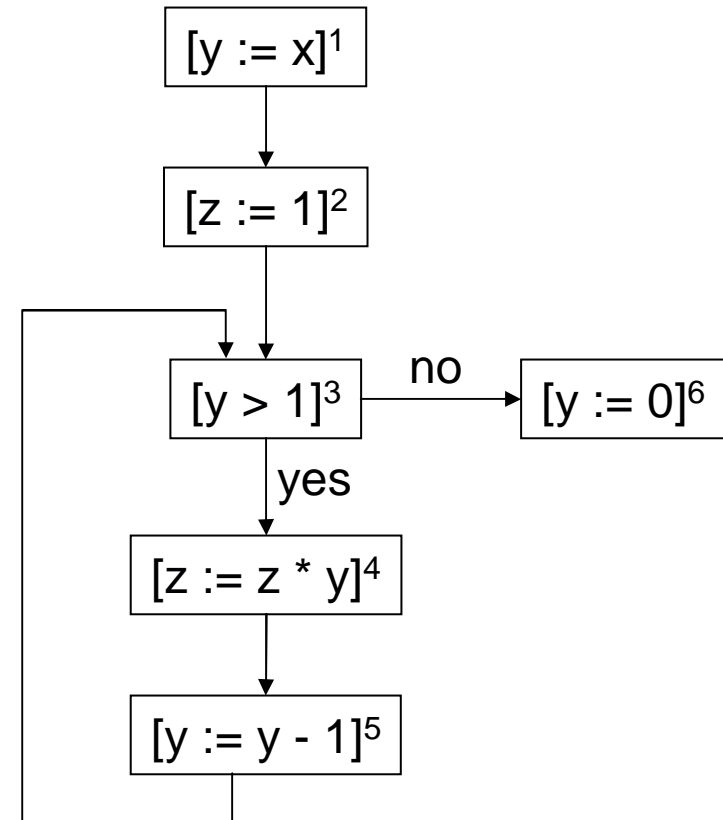 [y := x]¹
[z := 1]²
[y > 1]³
no
[y := 0]⁶
yes
[z := z * y]⁴
[y := y - 1]⁵